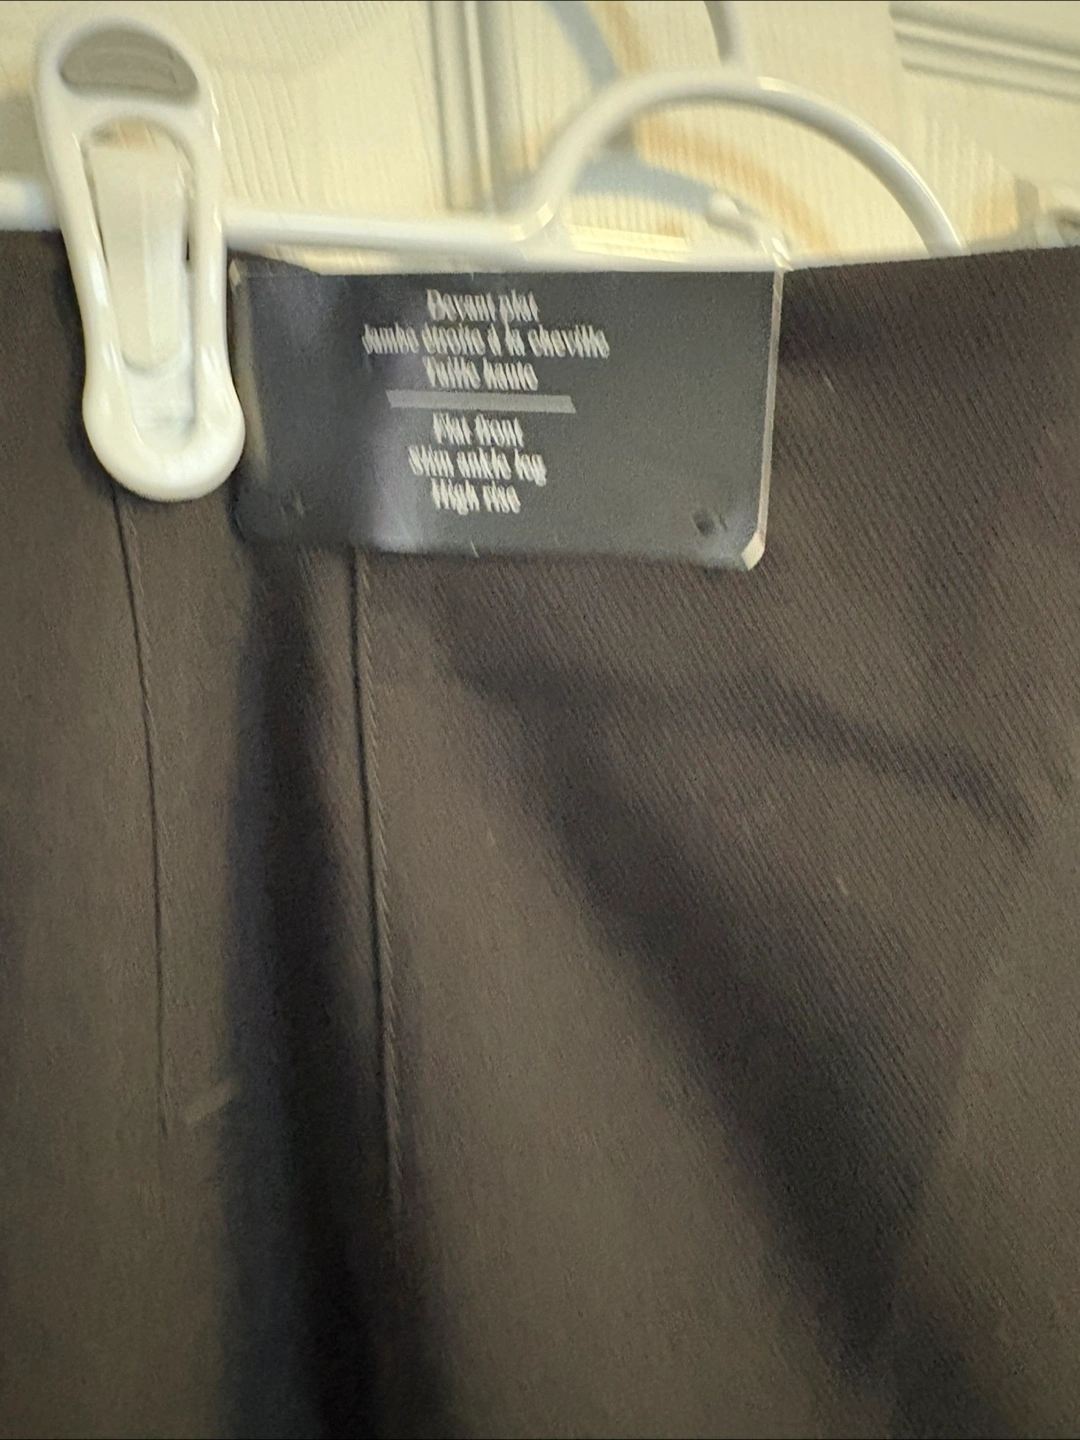 Devant plat
Jambe étroite à la cheville
Taille haute
Flat front
Slim ankle leg
High rise